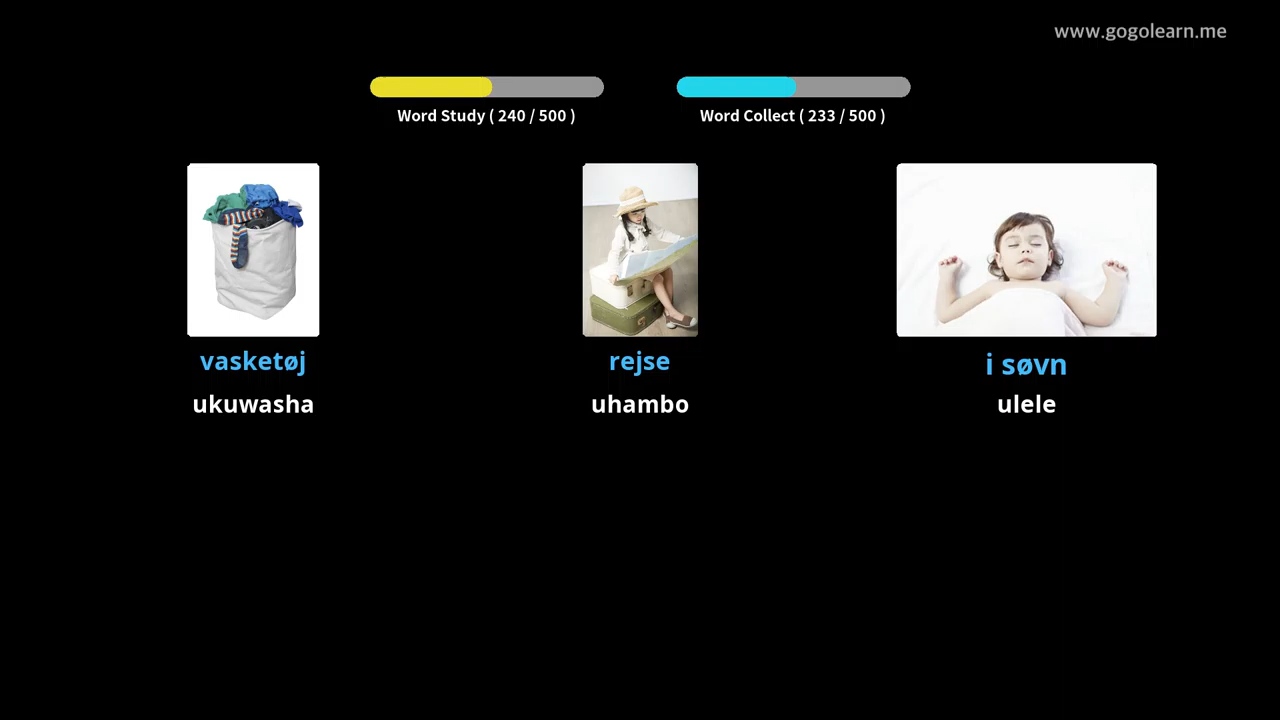 www.gogolearn.me
Word Study ( 240 / 500 )
Word Collect ( 233 / 500 )
vasketøj
rejse
i søvn
ukuwasha
uhambo
ulele